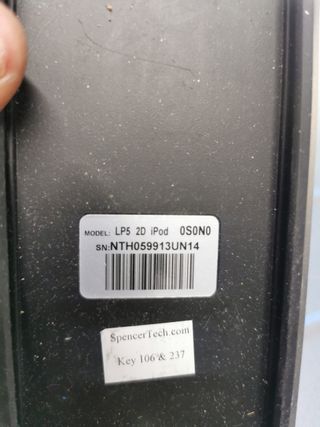 MODEL: LP5 2D iPod 0S0N0
SN:NTH059913UN14
SpencerTech.com
Key 106 & 237